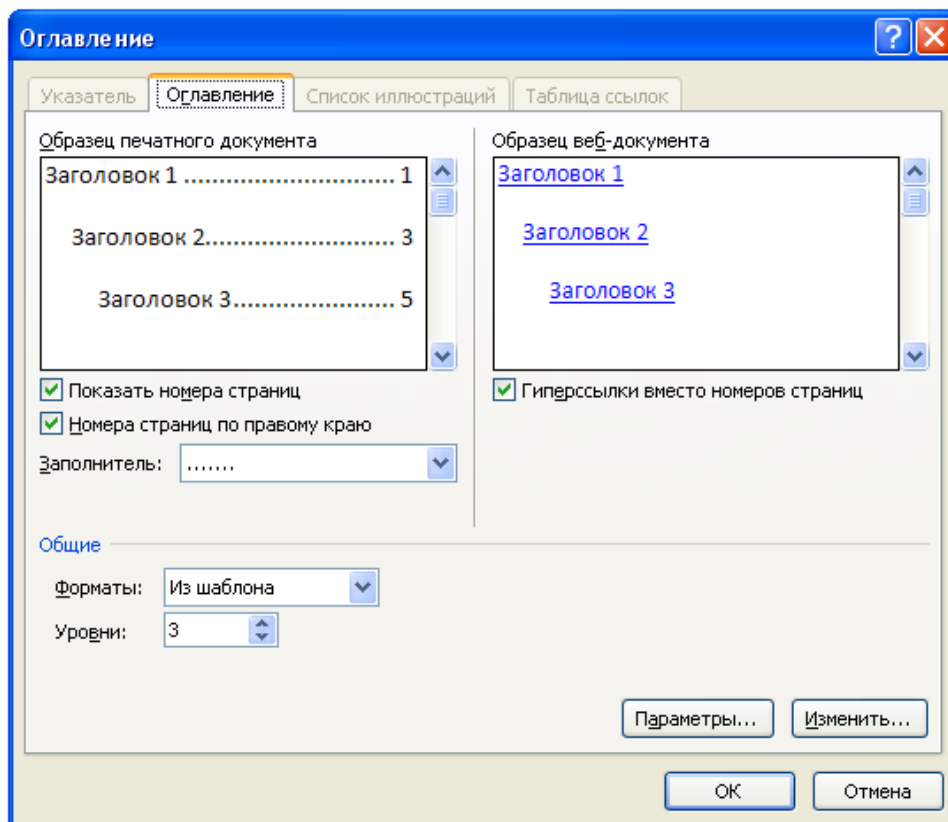 Оглавление
Указатель Оглавление Список иллюстраций Таблица ссылок
Образец печатного документа
Заголовок 1 ............................. 1
Заголовок 2............................ 3
Заголовок 3........................ 5
Показать номера страниц
Номера страниц по правому краю
Заполнитель: .......
Образец веб-документа
Заголовок 1
Заголовок 2
Заголовок 3
Гиперссылки вместо номеров страниц
Общие
Форматы: Из шаблона
Уровни: 3
Параметры... Изменить...
ОК Отмена